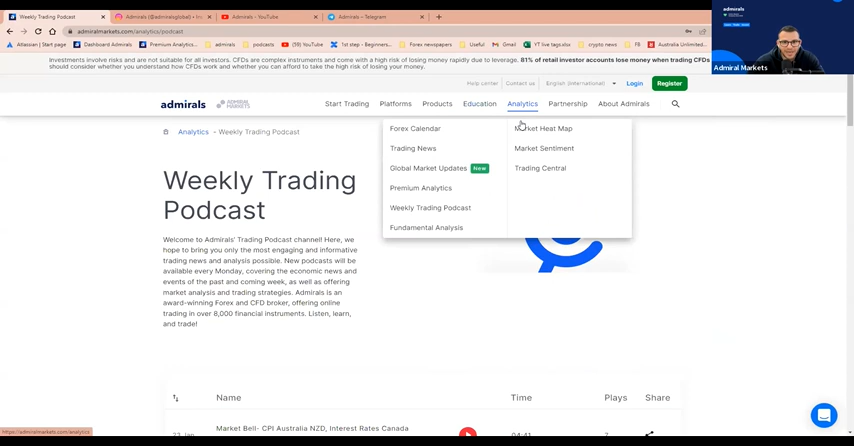 Weekly Trading Podcast
Instagram (@admiralsglobal) • In
YouTube - YouTube
Admirals – Telegram
admiralmarkets.com/analytics/podcast
Atlassian | Start page
Dashboard Admirals
Premium Analytics...
admirals
podcasts
(99) YouTube
1st step - Beginners...
Forex newspapers
Useful
Gmail
YT live tags.xlsx
crypto news
FB
Australia Unlimited...
Investments involve risks and are not suitable for all investors. CFDs are complex instruments and come with a high risk of losing money rapidly due to leverage. 81% of retail investor accounts lose money when trading CFDs
should consider whether you understand how CFDs work and whether you can afford to take the high risk of losing your money.
admirals
Admiral Markets
Help center
Contact us
English (International)
Login
Register
admirals
ADMIRAL
MARKETS
Start Trading
Platforms
Products
Education
Analytics
Partnership
About Admirals
Analytics - Weekly Trading Podcast
Forex Calendar
Trading News
Global Market Updates New
Premium Analytics
Weekly Trading Podcast
Fundamental Analysis
Market Heat Map
Market Sentiment
Trading Central
Weekly Trading
Podcast
Welcome to Admirals' Trading Podcast channel! Here, we
hope to bring you only the most engaging and informative
trading news and analysis possible. New podcasts will be
available every Monday, covering the economic news and
events of the past and coming week, as well as offering
market analysis and trading strategies. Admirals is an
award-winning Forex and CFD broker, offering online
trading in over 8,000 financial instruments. Listen, learn,
and trade!
Name
Time
Plays
Share
Market Bell- CPI Australia NZD, Interest Rates Canada
23 Jan
04:41
7
https://admiralmarkets.com/analytics